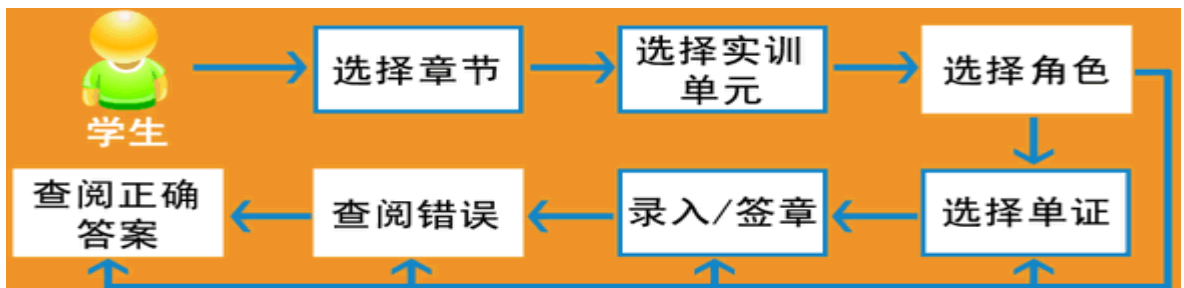 学生
选择章节
选择实训
单元
选择角色
选择单证
录入/签章
查阅错误
查阅正确
答案